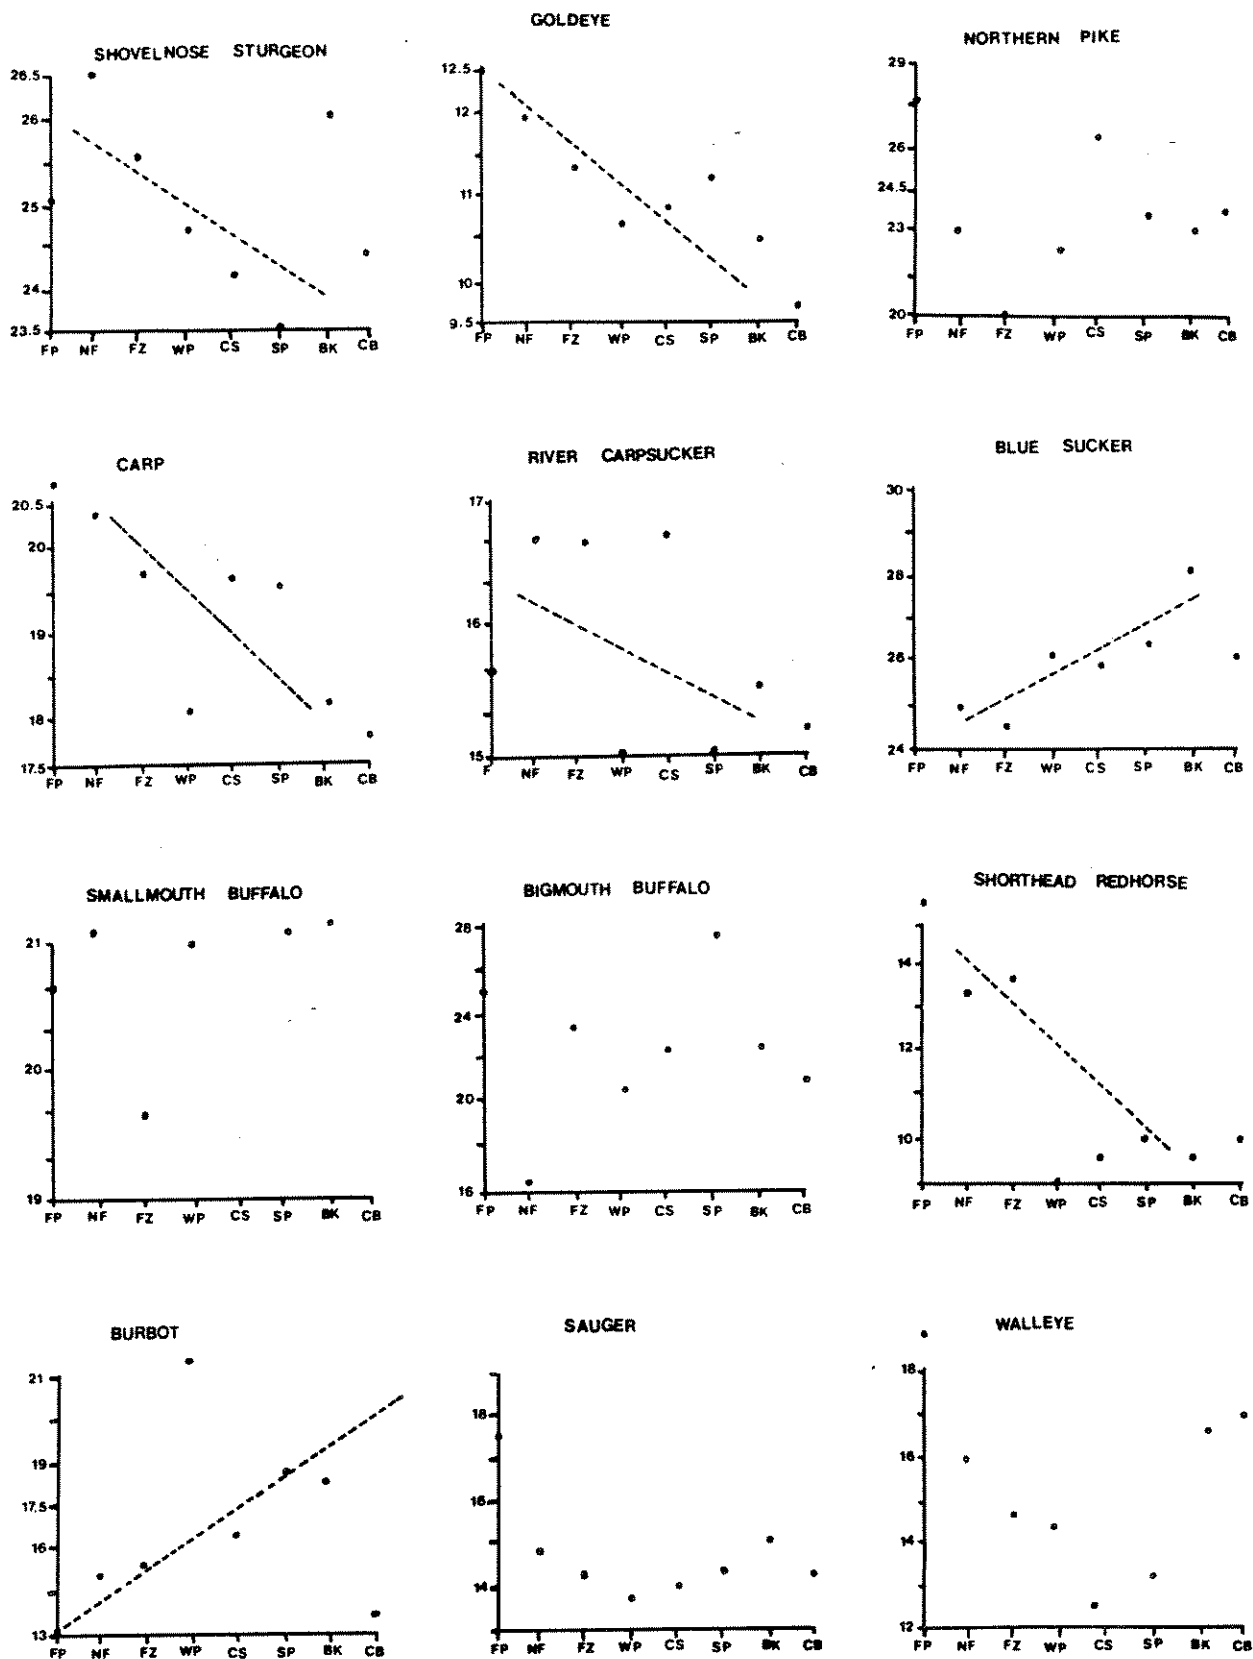 SHOVELNOSE STURGEON
26.5
26
25
24
23.5
FP NF FZ WP CS SP BK CB
GOLDEYE
12.5
12
11
10
9.5
FP NF FZ WP CS SP BK CB
NORTHERN PIKE
29
26
24.5
23
20
FP NF FZ WP CS SP BK CB
CARP
20.5
20
19
18
17.5
FP NF FZ WP CS SP BK CB
RIVER CARPSUCKER
17
16
15
F NF FZ WP CS SP BK CB
BLUE SUCKER
30
28
26
24
FP NF FZ WP CS SP BK CB
SMALLMOUTH BUFFALO
21
20
19
FP NF FZ WP CS SP BK CB
BIGMOUTH BUFFALO
28
24
20
16
FP NF FZ WP CS SP BK CB
SHORTHEAD REDHORSE
14
12
10
FP NF FZ WP CS SP BK CB
BURBOT
21
19
17.5
16
13
FP NF FZ WP CS SP BK CB
SAUGER
18
16
14
FP NF FZ WP CS SP BK CB
WALLEYE
18
16
14
12
FP NF FZ WP CS SP BK CB